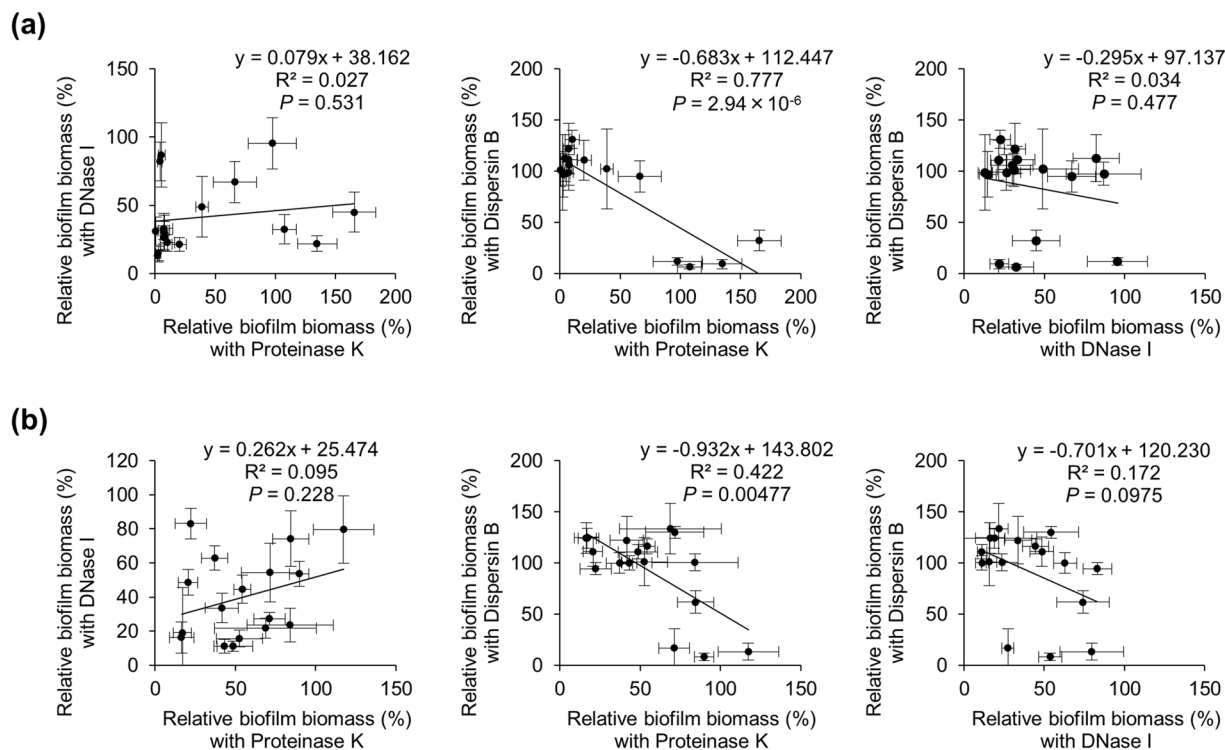 (a)
y = 0.079x + 38.162
R² = 0.027
P = 0.531
150
100
50
0
0
50
100
150
200
Relative biofilm biomass (%)
with DNase I
Relative biofilm biomass (%)
with Proteinase K
y = -0.683x + 112.447
R² = 0.777
P = 2.94 × 10⁻⁶
200
150
100
50
0
0
50
100
150
200
Relative biofilm biomass (%)
with Dispersin B
Relative biofilm biomass (%)
with Proteinase K
y = -0.295x + 97.137
R² = 0.034
P = 0.477
200
150
100
50
0
0
50
100
150
Relative biofilm biomass (%)
with Dispersin B
Relative biofilm biomass (%)
with DNase I
(b)
y = 0.262x + 25.474
R² = 0.095
P = 0.228
120
100
80
60
40
20
0
0
50
100
150
Relative biofilm biomass (%)
with DNase I
Relative biofilm biomass (%)
with Proteinase K
y = -0.932x + 143.802
R² = 0.422
P = 0.00477
200
150
100
50
0
0
50
100
150
Relative biofilm biomass (%)
with Dispersin B
Relative biofilm biomass (%)
with Proteinase K
y = -0.701x + 120.230
R² = 0.172
P = 0.0975
200
150
100
50
0
0
50
100
150
Relative biofilm biomass (%)
with Dispersin B
Relative biofilm biomass (%)
with DNase I